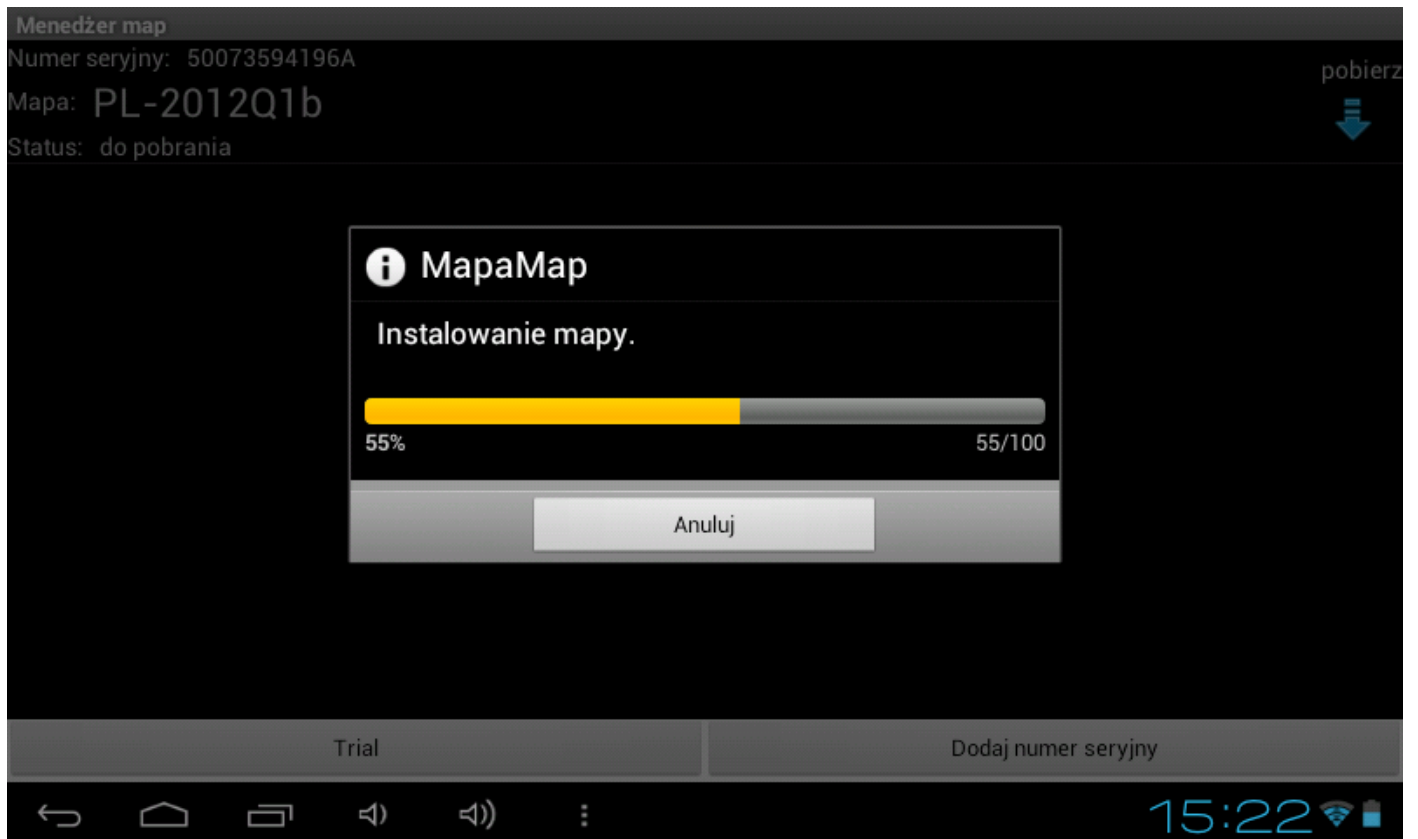 Menedżer map
Numer seryjny: 50073594196A
pobierz
Mapa: PL-2012Q1b
Status: do pobrania
MapaMap
Instalowanie mapy.
55% 55/100
Anuluj
Trial Dodaj numer seryjny
15:22